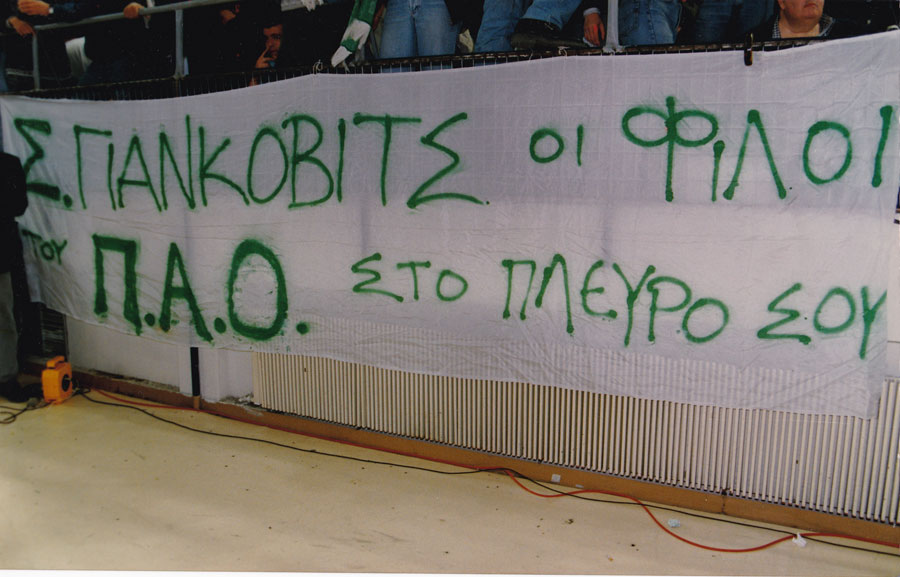 Σ. ΓΙΑΝΚΟΒΙΤΣ ΟΙ ΦΙΛΟΙ
ΤΟΥ Π.Α.Ο. ΣΤΟ ΠΛΕΥΡΟ ΣΟΥ